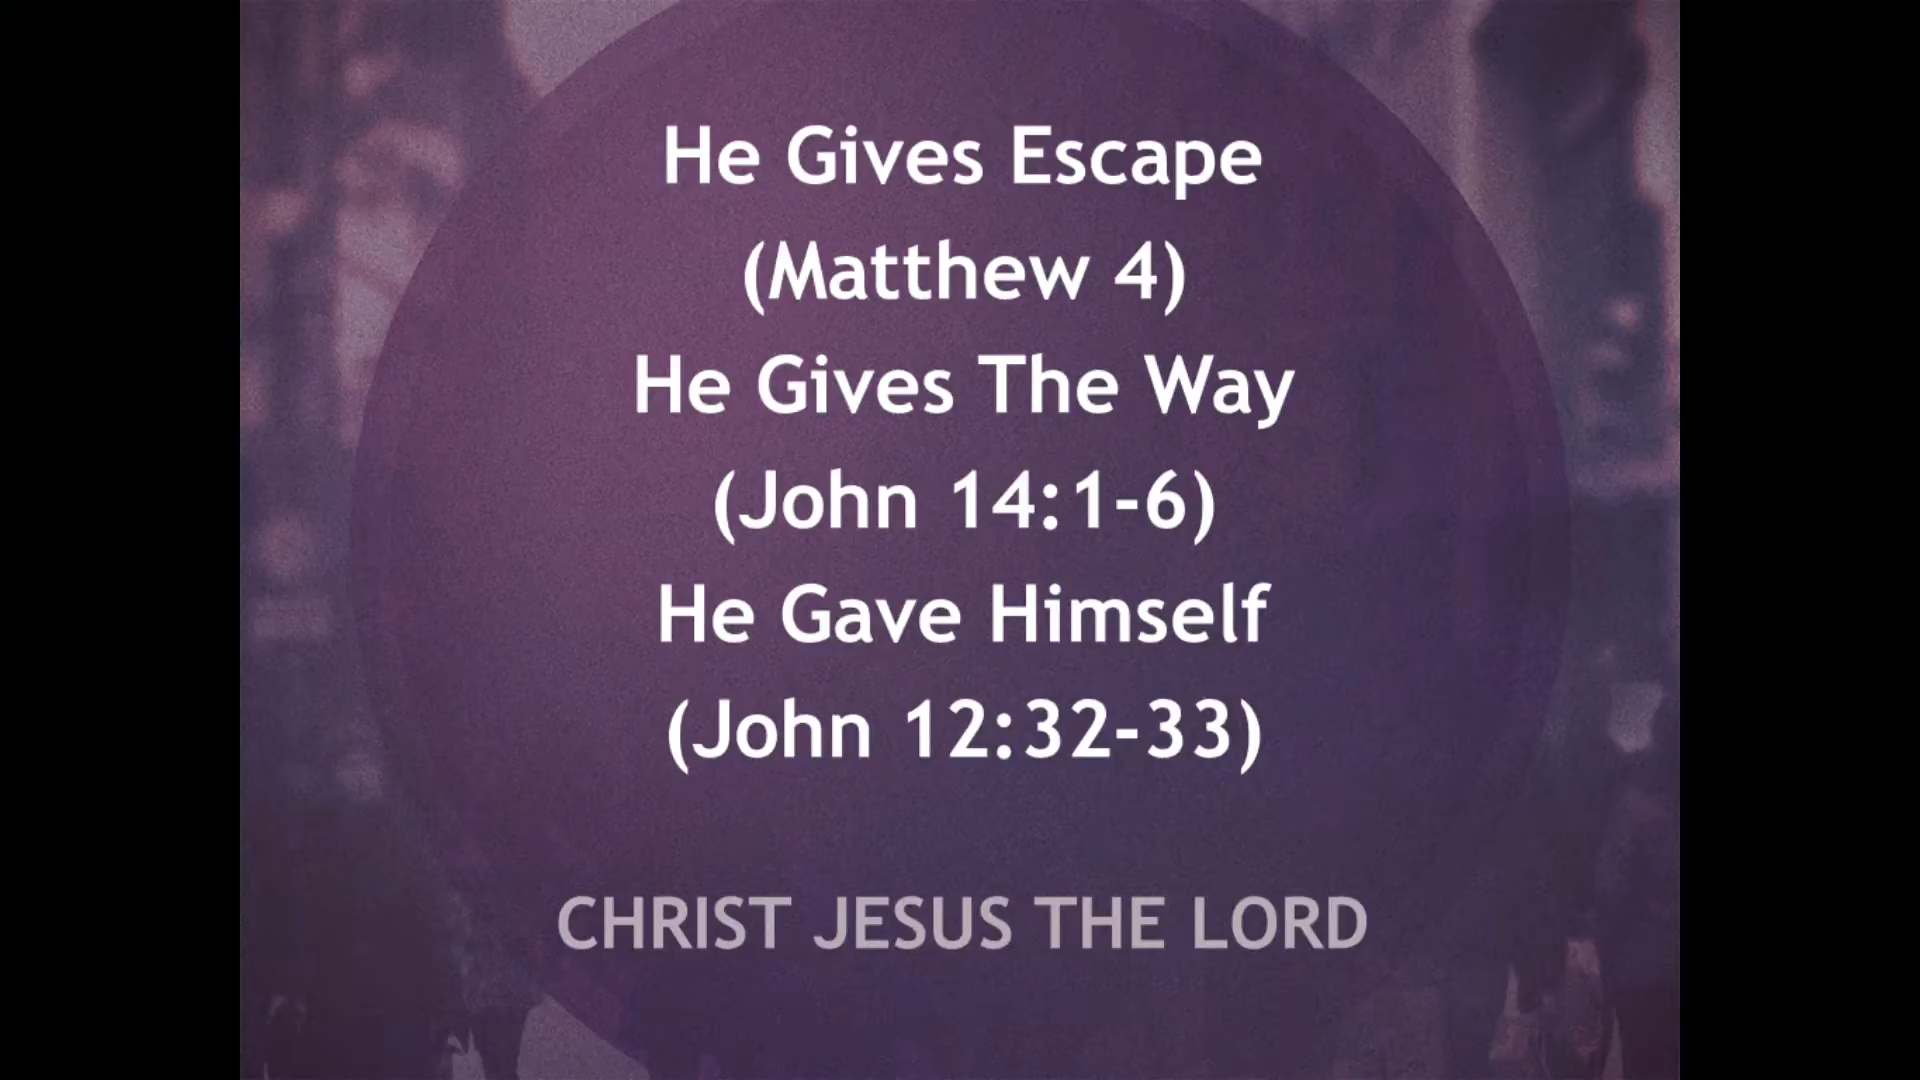 He Gives Escape
(Matthew 4)
He Gives The Way
(John 14:1-6)
He Gave Himself
(John 12:32-33)
CHRIST JESUS THE LORD